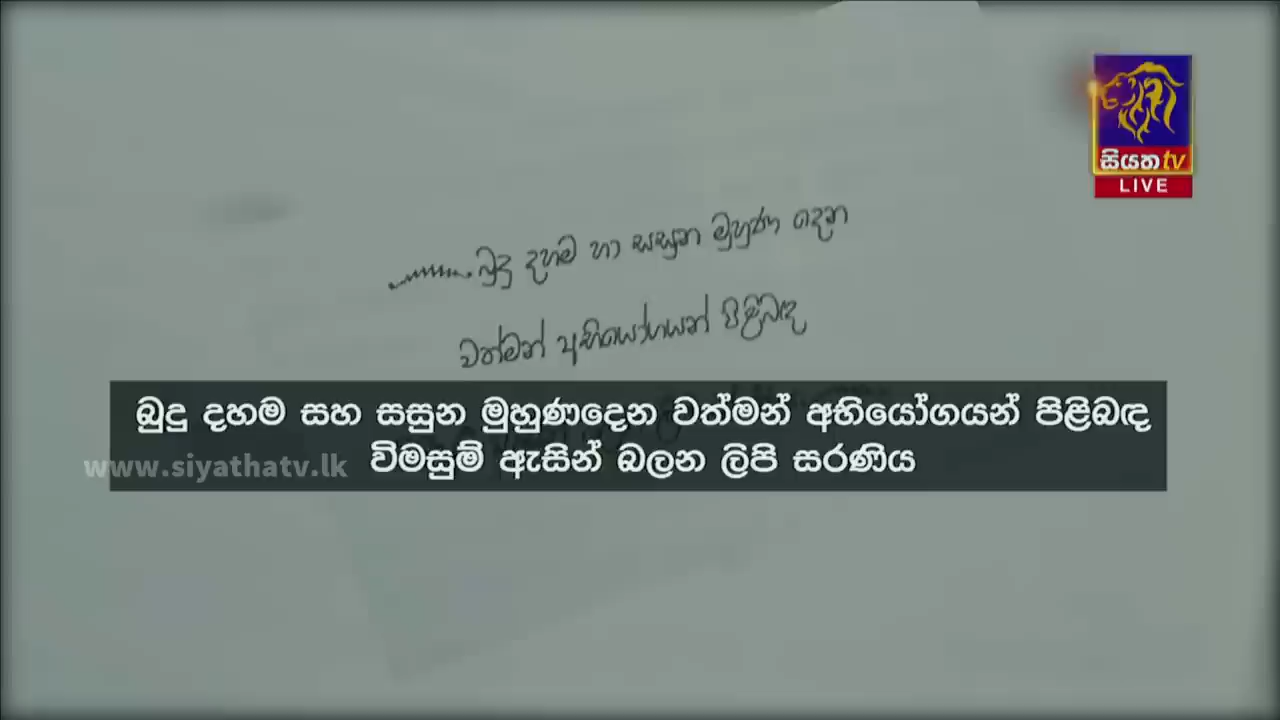 සියත tv
LIVE
බුදු දහම හා සසුන මුහුණ දෙන
වත්මන් අභියෝගයන් පිළිබඳ
බුදු දහම සහ සසුන මුහුණදෙන වත්මන් අභියෝගයන් පිළිබඳ
විමසුම් ඇසින් බලන ලිපි සරණිය
www.siyathatv.lk